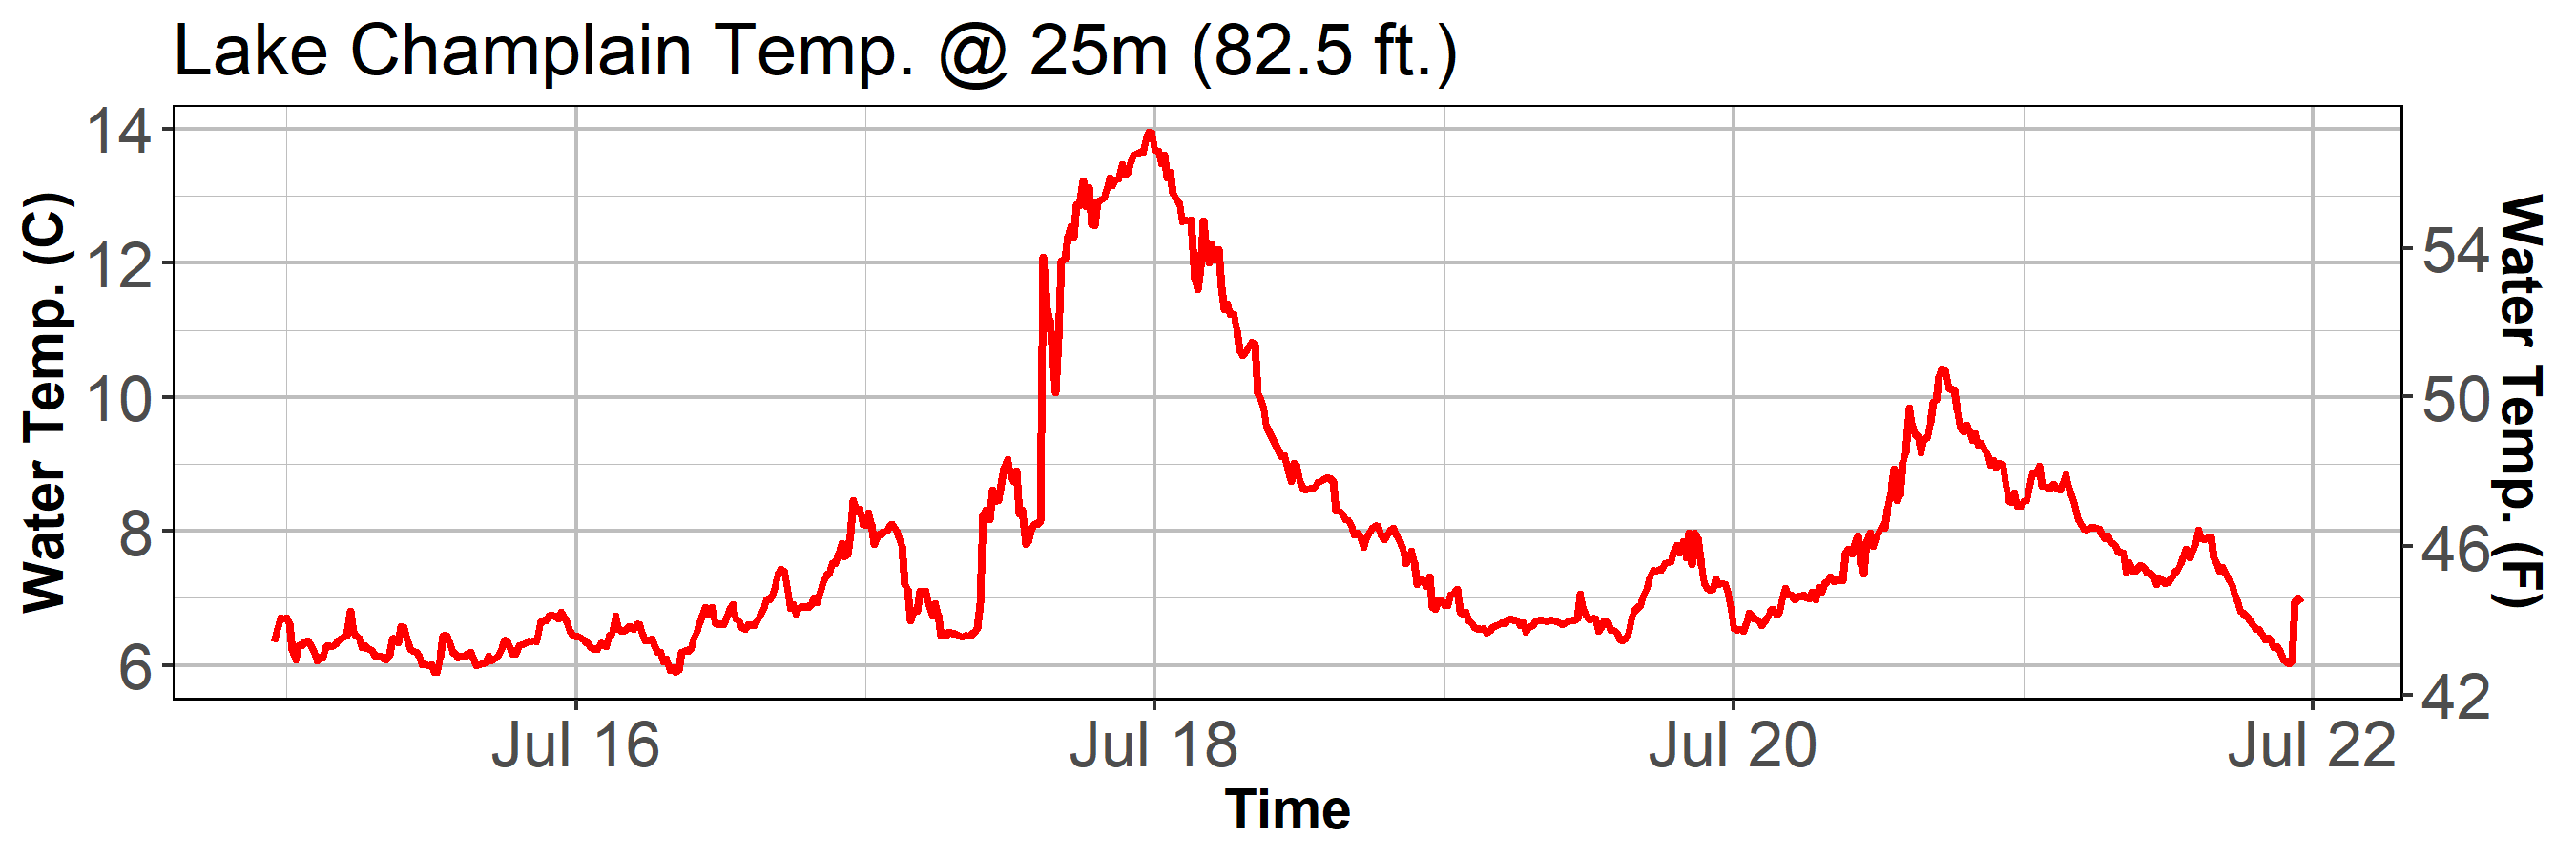 Lake Champlain Temp. @ 25m (82.5 ft.)
Water Temp. (C)
14
12
10
8
6
54
50
46
42
Water Temp. (F)
Jul 16
Jul 18
Jul 20
Jul 22
Time